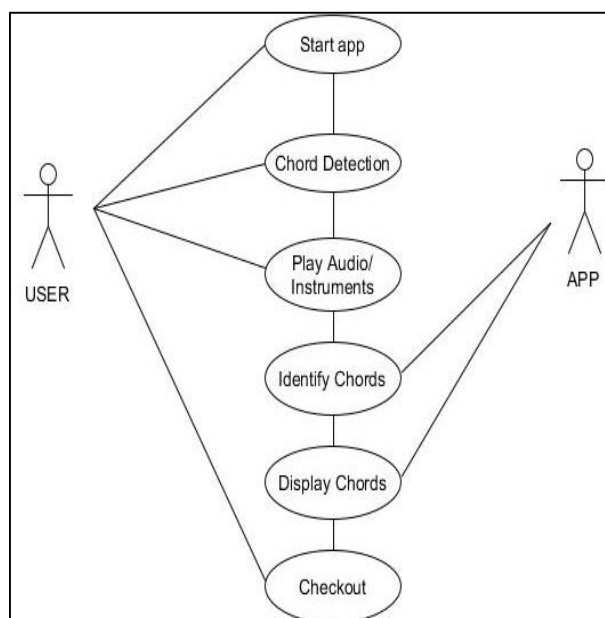 Start app
Chord Detection
Play Audio/
Instruments
USER
APP
Identify Chords
Display Chords
Checkout